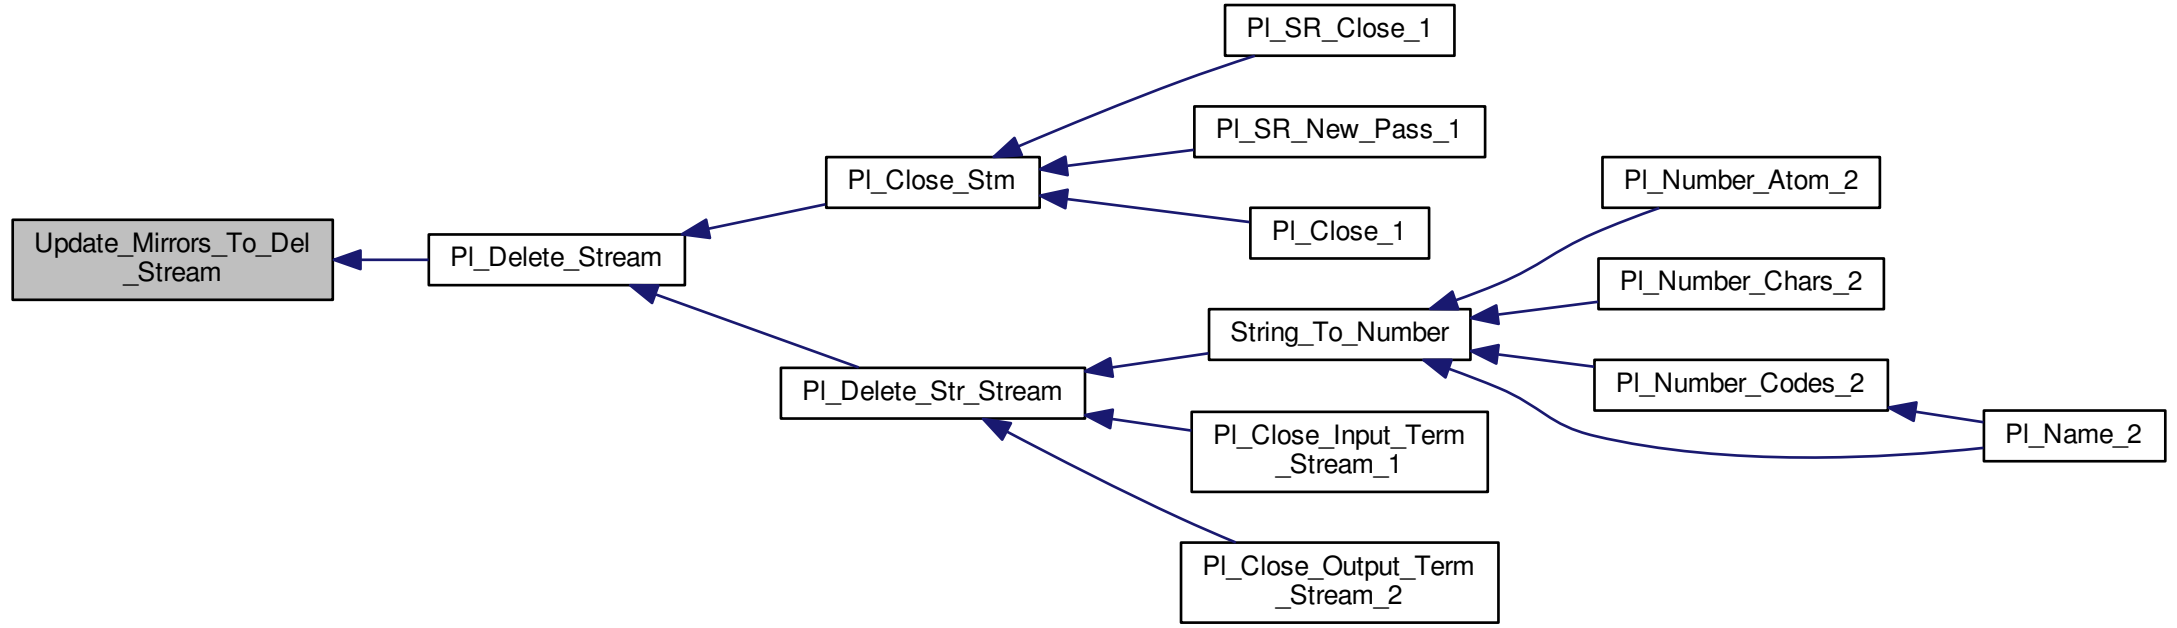 Pl_SR_Close_1
Pl_SR_New_Pass_1
Pl_Close_Stm
Pl_Number_Atom_2
Pl_Close_1
Update_Mirrors_To_Del
_Stream
Pl_Delete_Stream
Pl_Number_Chars_2
String_To_Number
Pl_Number_Codes_2
Pl_Delete_Str_Stream
Pl_Close_Input_Term
_Stream_1
Pl_Name_2
Pl_Close_Output_Term
_Stream_2